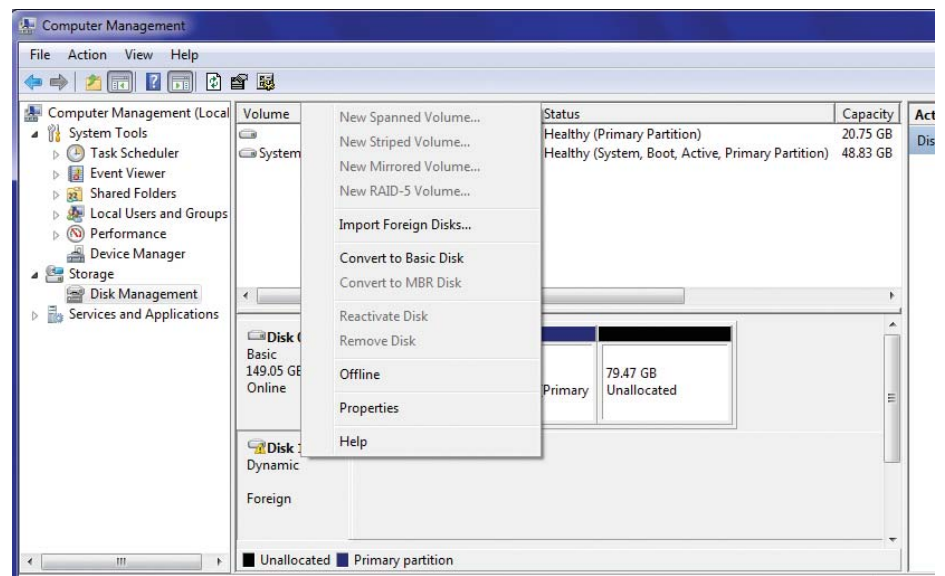 Computer Management
File Action View Help
Computer Management (Local
System Tools
Task Scheduler
Event Viewer
Shared Folders
Local Users and Groups
Performance
Device Manager
Storage
Disk Management
Services and Applications
Volume Status Capacity
Healthy (Primary Partition) 20.75 GB
System Healthy (System, Boot, Active, Primary Partition) 48.83 GB
New Spanned Volume...
New Striped Volume...
New Mirrored Volume...
New RAID-5 Volume...
Import Foreign Disks...
Convert to Basic Disk
Convert to MBR Disk
Reactivate Disk
Remove Disk
Offline
Properties
Help
Act
Dis
Disk
Basic
149.05 GB
Online
Primary
79.47 GB
Unallocated
Disk
Dynamic
Foreign
Unallocated Primary partition